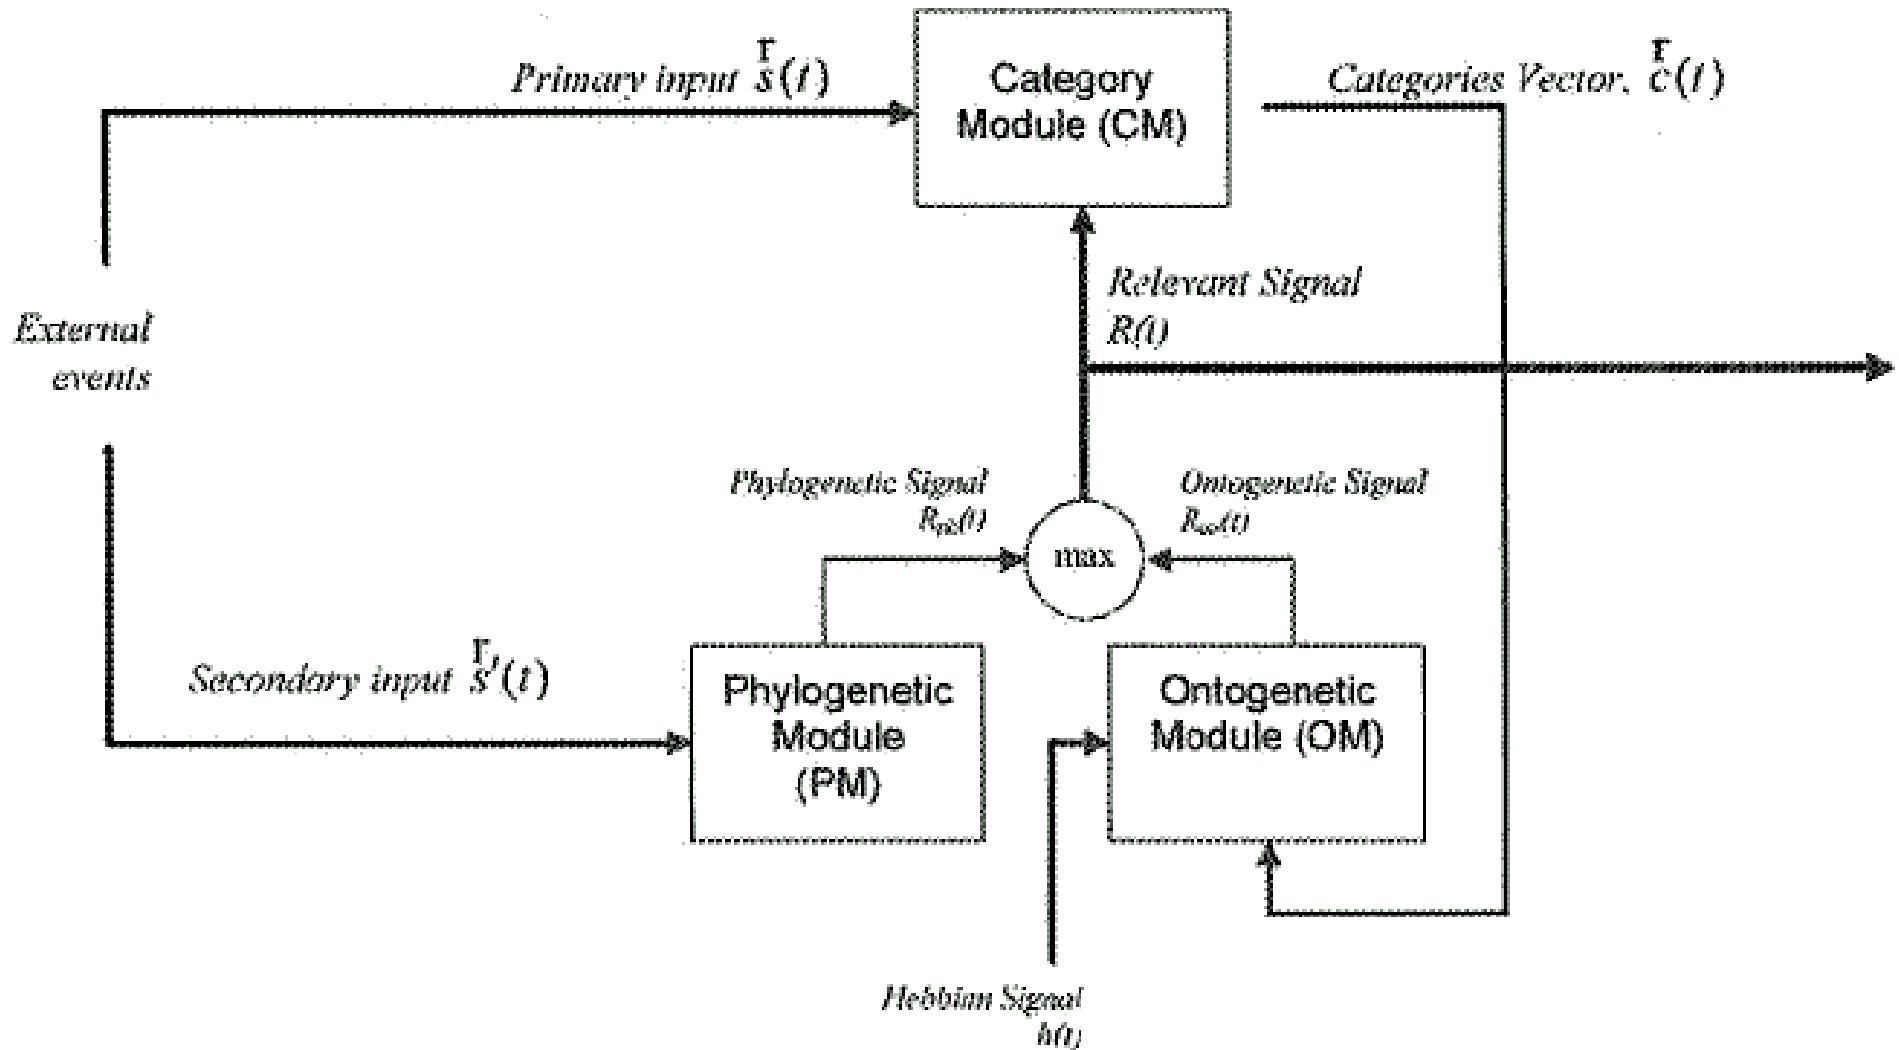 Primary input s(t)
Category
Module (CM)
Categories Vector. c(t)
External
events
Relevant Signal
R(t)
Phylogenetic Signal
Ontogenetic Signal
max
Secondary input s'(t)
Phylogenetic
Module
(PM)
Ontogenetic
Module (OM)
Hebbian Signal
h(t)